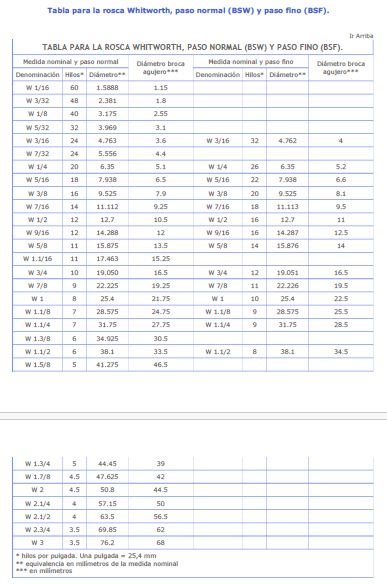 Tabla para la rosca Whitworth, paso normal (BSW) y paso fino (BSF).
Ir Arriba
TABLA PARA LA ROSCA WHITWORTH, PASO NORMAL (BSW) Y PASO FINO (BSF).
Medida nominal y paso normal Diámetro broca agujero*** Medida nominal y paso fino Diámetro broca agujero***
Denominación Hilos* Diámetro** Denominación Hilos* Diámetro**
W 1/16 60 1.5888 1.15
W 3/32 48 2.381 1.8
W 1/8 40 3.175 2.55
W 5/32 32 3.969 3.1
W 3/16 24 4.763 3.6 W 3/16 32 4.762 4
W 7/32 24 5.556 4.4
W 1/4 20 6.35 5.1 W 1/4 26 6.35 5.2
W 5/16 18 7.938 6.5 W 5/16 22 7.938 6.6
W 3/8 16 9.525 7.9 W 3/8 20 9.525 8.1
W 7/16 14 11.112 9.25 W 7/16 18 11.113 9.5
W 1/2 12 12.7 10.5 W 1/2 16 12.7 11
W 9/16 12 14.288 12 W 9/16 16 14.287 12.5
W 5/8 11 15.875 13.5 W 5/8 14 15.876 14
W 1.1/16 11 17.463 15.25
W 3/4 10 19.050 16.5 W 3/4 12 19.051 16.5
W 7/8 9 22.225 19.25 W 7/8 11 22.226 19.5
W 1 8 25.4 21.75 W 1 10 25.4 22.5
W 1.1/8 7 28.575 24.75 W 1.1/8 9 28.575 25.5
W 1.1/4 7 31.75 27.75 W 1.1/4 9 31.75 28.5
W 1.3/8 6 34.925 30.5
W 1.1/2 6 38.1 33.5 W 1.1/2 8 38.1 34.5
W 1.5/8 5 41.275 46.5
W 1.3/4 5 44.45 39
W 1.7/8 4.5 47.625 42
W 2 4.5 50.8 44.5
W 2.1/4 4 57.15 50
W 2.1/2 4 63.5 56.5
W 2.3/4 3.5 69.85 62
W 3 3.5 76.2 68
* hilos por pulgada. Una pulgada = 25,4 mm
** equivalencia en milímetros de la medida nominal
*** en milímetros